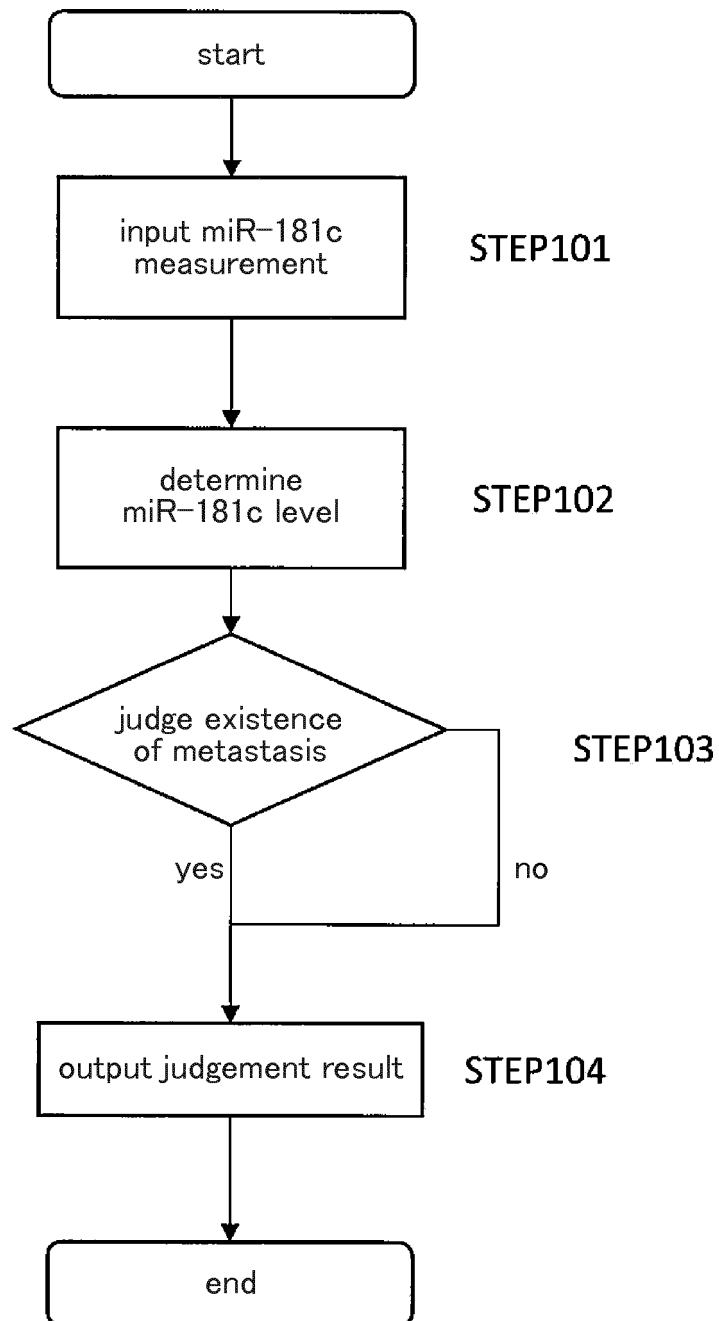 start
input miR-181c
measurement
STEP101
determine
miR-181c level
STEP102
judge existence
of metastasis
STEP103
yes
no
output judgement result
STEP104
end